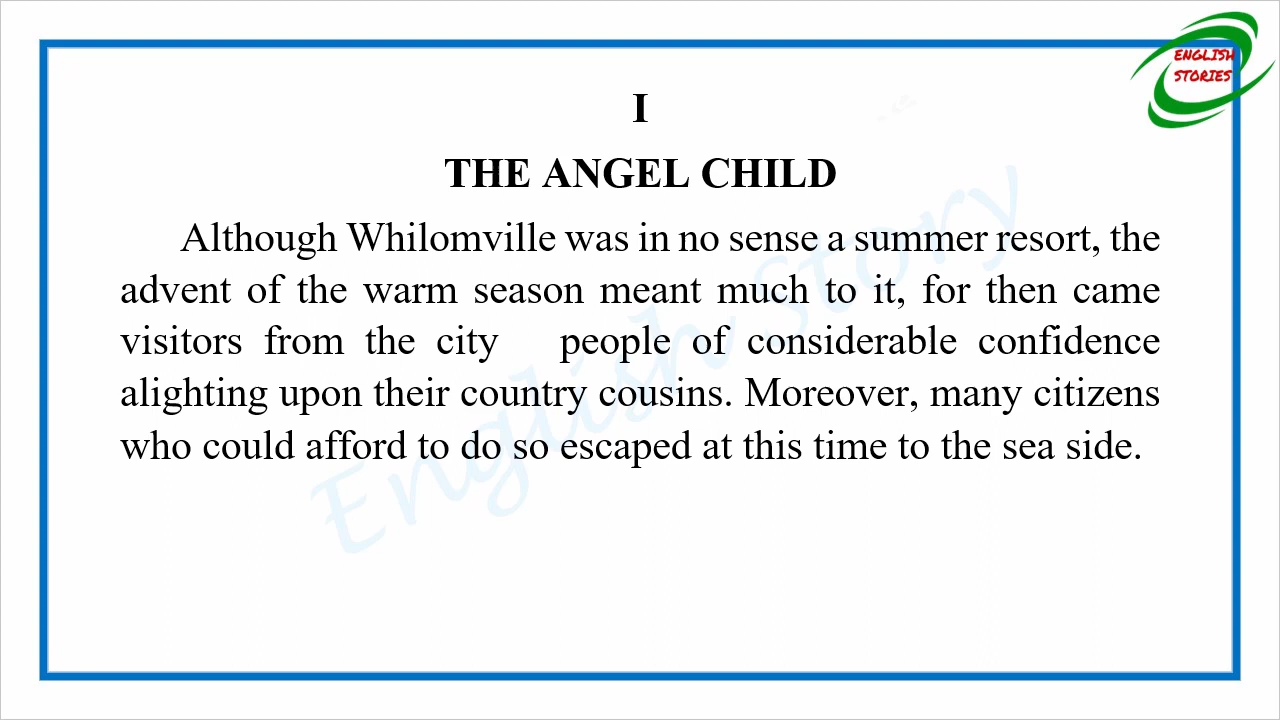 ENGLISH
STORIES
I
THE ANGEL CHILD
Although Whilomville was in no sense a summer resort, the
advent of the warm season meant much to it, for then came
visitors from the city people of considerable confidence
alighting upon their country cousins. Moreover, many citizens
who could afford to do so escaped at this time to the sea side.
English Story